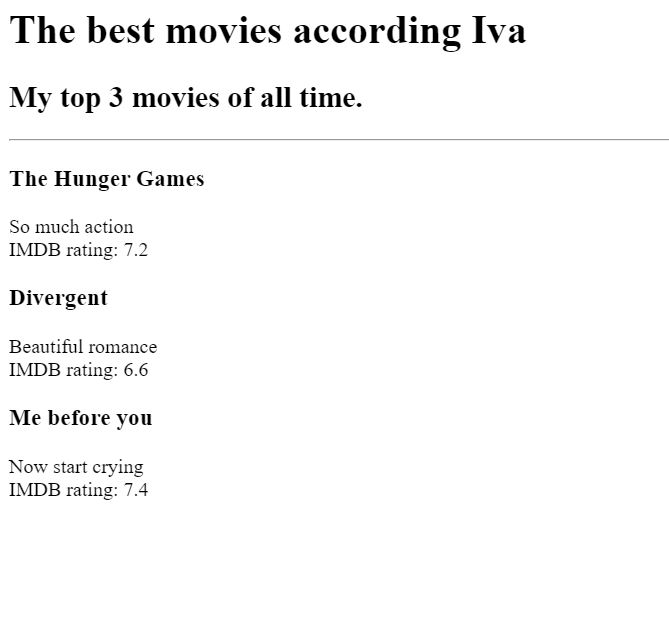 The best movies according Iva
My top 3 movies of all time.
The Hunger Games
So much action
IMDB rating: 7.2
Divergent
Beautiful romance
IMDB rating: 6.6
Me before you
Now start crying
IMDB rating: 7.4